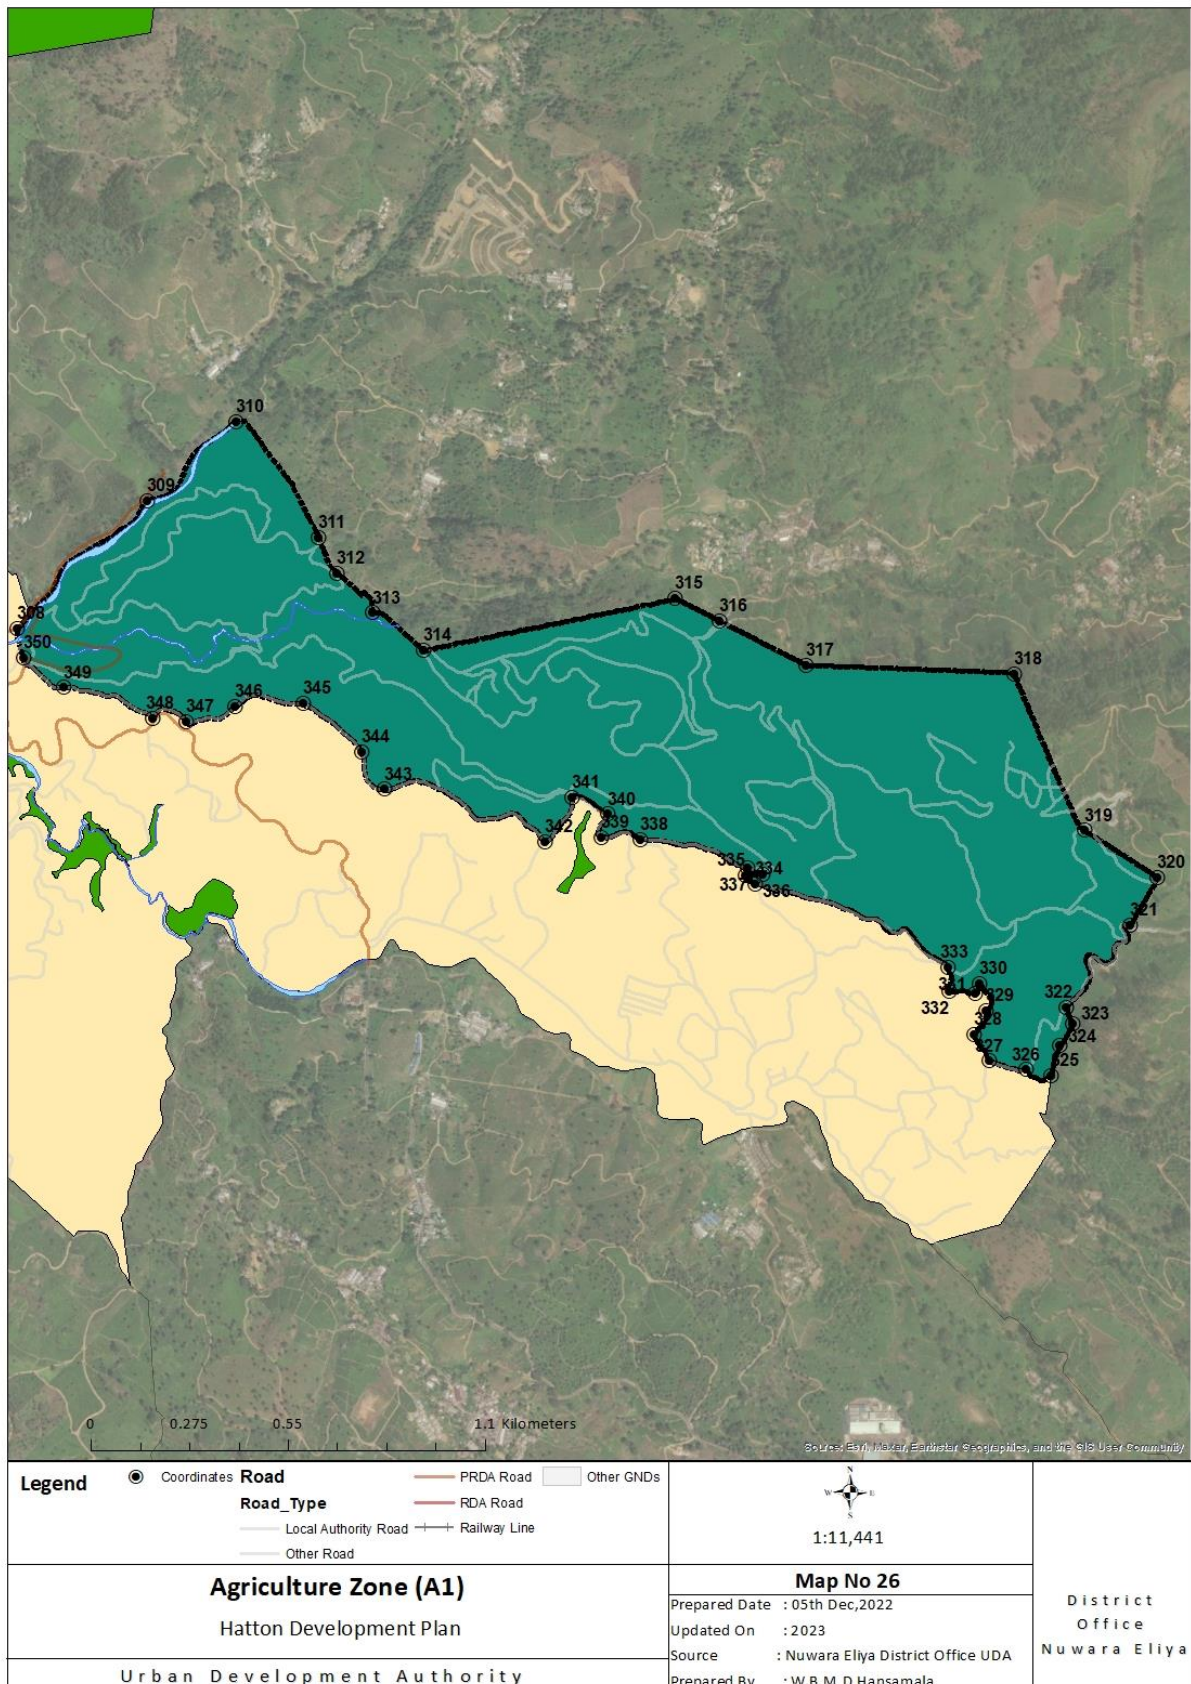 310
309
311
312
308
313
315
316
314
350
317
318
349
348
347
346
345
344
343
341
340
319
342
339
338
335
334
320
337
336
321
333
330
331
329
332
322
323
328
324
327
326
325
0
0.275
0.55
1.1 Kilometers
Source: Esri, Maxar, Earthstar Geographics, and the GIS User Community
Legend
Coordinates
Road
Road_Type
Local Authority Road
Other Road
PRDA Road
RDA Road
Railway Line
Other GNDs
N
W
E
S
1:11,441
Agriculture Zone (A1)
Hatton Development Plan
Urban Development Authority
Map No 26
Prepared Date : 05th Dec,2022
Updated On : 2023
Source : Nuwara Eliya District Office UDA
Prepared By : W.B.M.D.Hansamala
District
Office
Nuwara Eliya